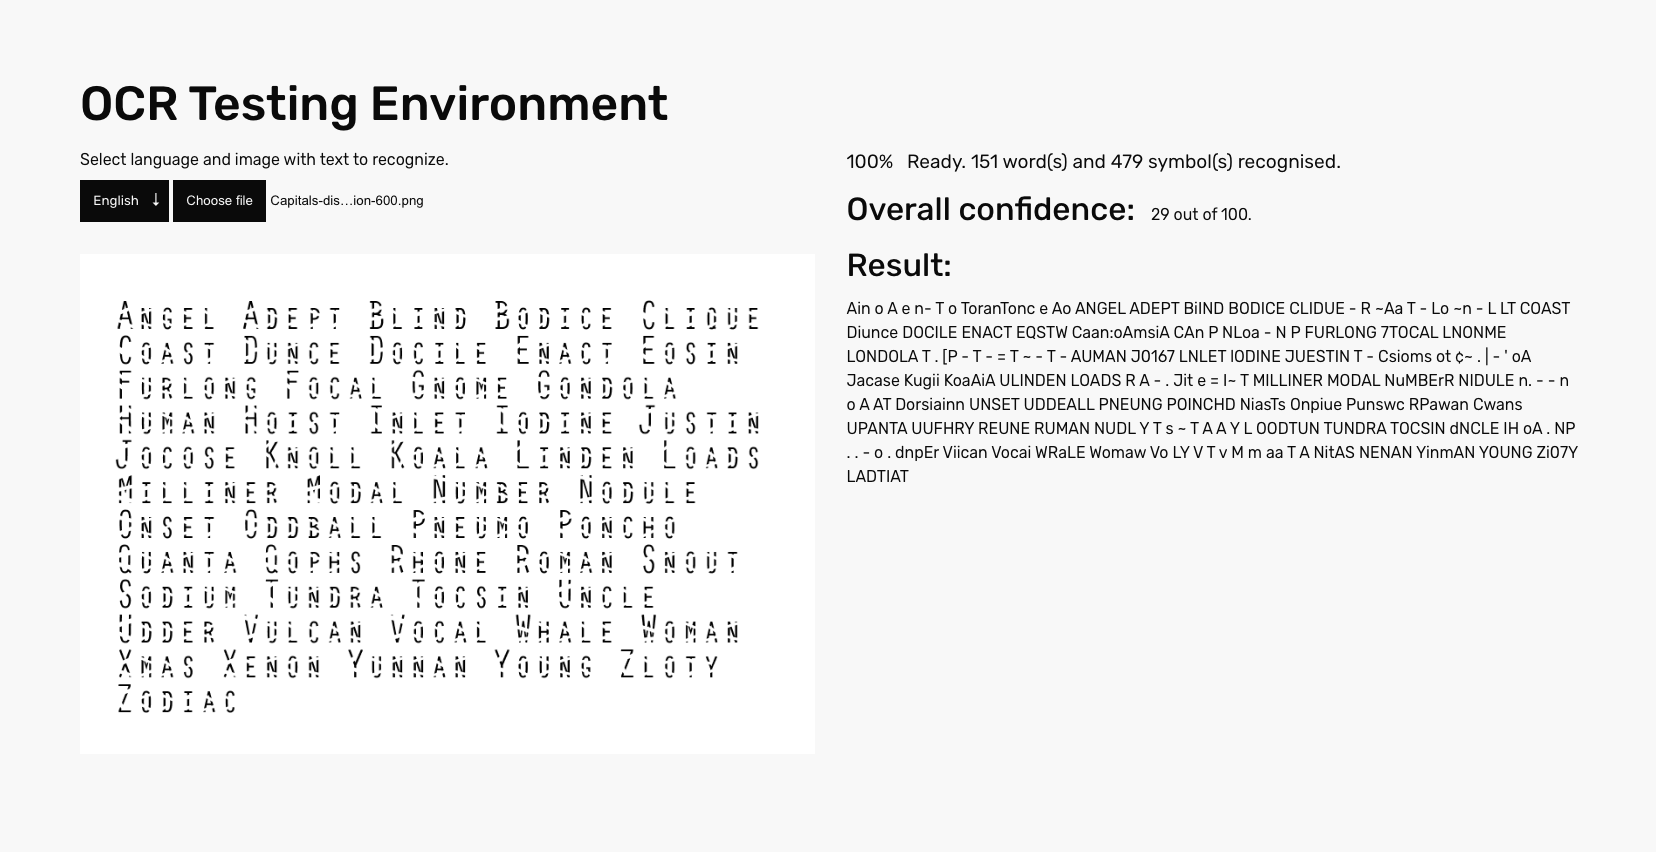 OCR Testing Environment
Select language and image with text to recognize.
English ↓ Choose file Capitals-dis...ion-600.png
ANGEL ADEPT BLIND BODICE CLIQUE
COAST DUNCE DOCILE ENACT EOSIN
FURLONG FOCAL GNOME GONDOLA
HUMAN HOIST INLET IODINE JUSTIN
JOCOSE KNOLL KOALA LINDEN LOADS
MILLINER MODAL NUMBER NODULE
ONSET ODDBALL PNEUMO PONCHO
QUANTA QOPHS RHONE ROMAN SNOUT
SODIUM TUNDRA TOCSIN UNCLE
UDDER VULCAN VOCAL WHALE WOMAN
XMAS XENON YUNNAN YOUNG ZLOTY
ZODIAC
100% Ready. 151 word(s) and 479 symbol(s) recognised.
Overall confidence: 29 out of 100.
Result:
Ain o A e n- T o ToranTonc e Ao ANGEL ADEPT BiIND BODICE CLIDUE - R ~Aa T - Lo ~n - L LT COAST
Diunce DOCILE ENACT EQSTW Caan:oAmsiA CAn P NLoa - N P FURLONG 7TOCAL LNONME
LONDOLA T . [P - T - = T ~ - T - AUMAN J0167 LNLET IODINE JUESTIN T - Csioms ot ¢~ . | - ' oA
Jacase Kugii KoaAiA ULINDEN LOADS R A - . Jit e = I~ T MILLINER MODAL NuMBErR NIDULE n. - - n
o A AT Dorsiainn UNSET UDDEALL PNEUNG POINCHD NiasTs Onpiue Punswc RPawan Cwans
UPANTA UUFHRY REUNE RUMAN NUDL Y T s ~ T A A Y L OODTUN TUNDRA TOCSIN dNCLE IH oA . NP
. . - o . dnpEr Viican Vocai WRaLE Womaw Vo LY V T v M m aa T A NitAS NENAN YinmAN YOUNG Zi07Y
LADTIAT